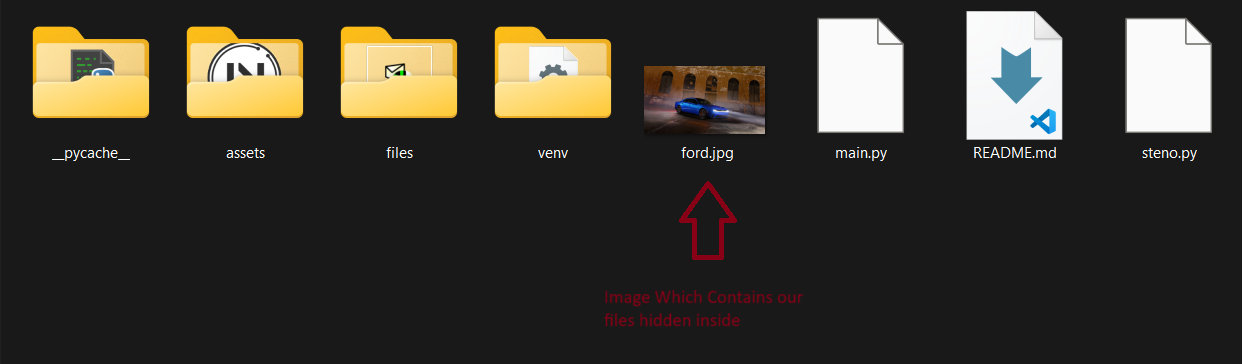 __pycache__
assets
files
venv
ford.jpg
main.py
README.md
steno.py
Image Which Contains our
files hidden inside